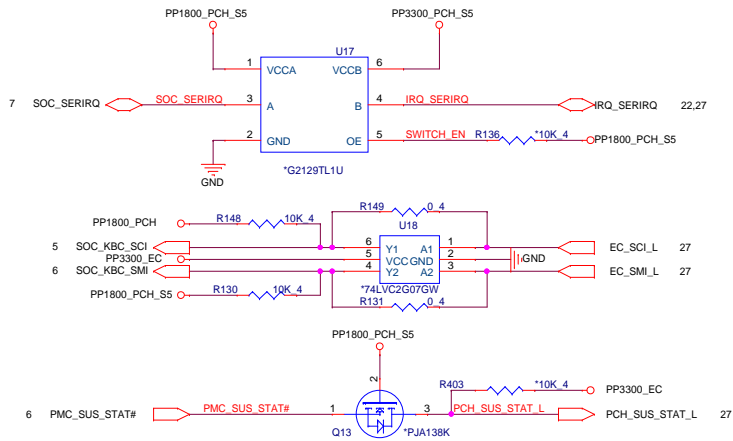 PP1800_PCH_S5 PP3300_PCH_S5
U17
1 VCCA VCCB 6
7 SOC_SERIRQ SOC_SERIRQ 3 A B 4 IRQ_SERIRQ IRQ_SERIRQ 22,27
2 GND OE 5 SWITCH_EN R136 *10K_4 PP1800_PCH_S5
*G2129TL1U
GND
R149 0_4
PP1800_PCH R148 10K_4 U18
5 SOC_KBC_SCI 6 Y1 A1 1 EC_SCI_L 27
PP3300_EC 5 VCC GND 2 GND
6 SOC_KBC_SMI 4 Y2 A2 3 EC_SMI_L 27
*74LVC2G07GW
PP1800_PCH_S5 R130 10K_4 R131 0_4
PP1800_PCH_S5
2
R403 *10K_4 PP3300_EC
6 PMC_SUS_STAT# PMC_SUS_STAT# 1 3 PCH_SUS_STAT_L PCH_SUS_STAT_L 27
Q13 *PJA138K